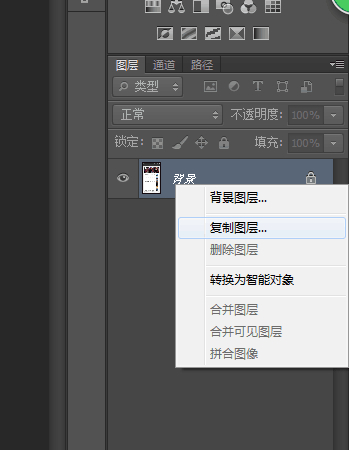 图层 通道 路径
类型 T
正常 不透明度: 100%
锁定: 填充: 100%
背景
背景图层...
复制图层...
删除图层
转换为智能对象
合并图层
合并可见图层
拼合图像